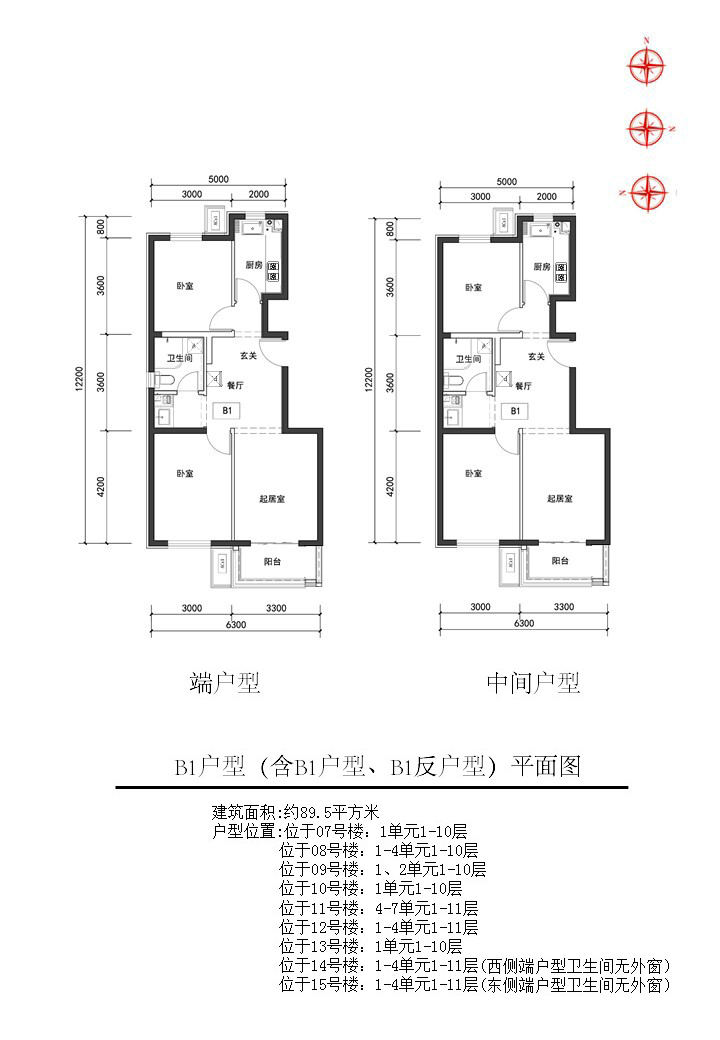 N
N
N
5000
3000 2000
5000
3000 2000
800
3600
3600
4200
12200
800
3600
3600
4200
12200
厨房
卧室
玄关
卫生间
餐厅
B1
卧室
起居室
阳台
厨房
卧室
玄关
卫生间
餐厅
B1
卧室
起居室
阳台
3000 3300
6300
3000 3300
6300
端户型
中间户型
B1户型（含B1户型、B1反户型）平面图
建筑面积:约89.5平方米
户型位置:位于07号楼: 1单元1-10层
位于08号楼: 1-4单元1-10层
位于09号楼: 1、2单元1-10层
位于10号楼: 1单元1-10层
位于11号楼: 4-7单元1-11层
位于12号楼: 1-4单元1-11层
位于13号楼: 1单元1-10层
位于14号楼: 1-4单元1-11层(西侧端户型卫生间无外窗)
位于15号楼: 1-4单元1-11层(东侧端户型卫生间无外窗)